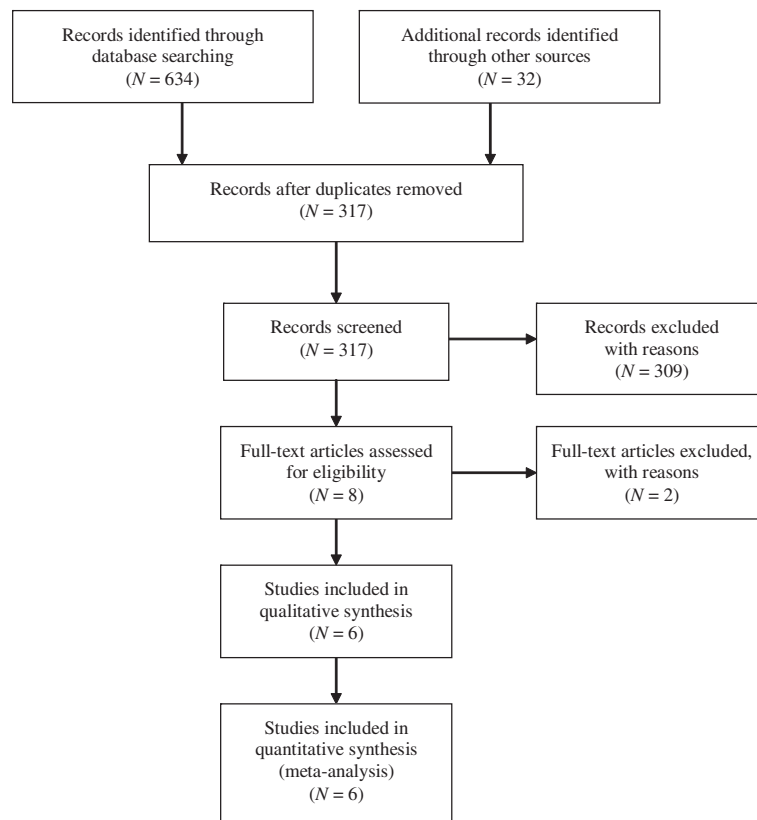 Records identified through
database searching
(N = 634)
Additional records identified
through other sources
(N = 32)
Records after duplicates removed
(N = 317)
Records screened
(N = 317)
Records excluded
with reasons
(N = 309)
Full-text articles assessed
for eligibility
(N = 8)
Full-text articles excluded,
with reasons
(N = 2)
Studies included in
qualitative synthesis
(N = 6)
Studies included in
quantitative synthesis
(meta-analysis)
(N = 6)